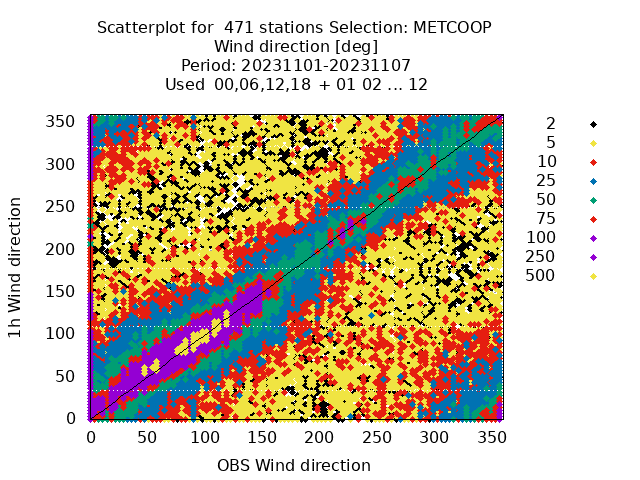 Scatterplot for  471 stations Selection: METCOOP
Wind direction [deg]
Period: 20231101-20231107
Used  00,06,12,18 + 01 02 ... 12
2
5
10
25
50
75
100
250
500
350
300
250
200
150
100
50
0
1h Wind direction
0 50 100 150 200 250 300 350
OBS Wind direction